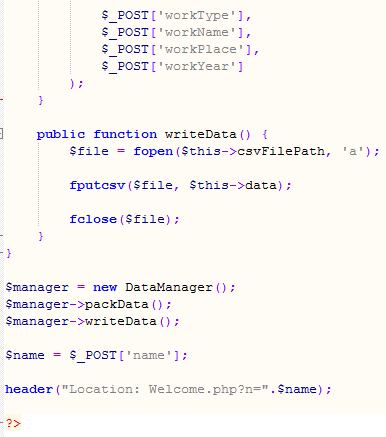 $_POST['workType'],
$_POST['workName'],
$_POST['workPlace'],
$_POST['workYear']
);
}
public function writeData() {
$file = fopen($this->csvFilePath, 'a');
fputcsv($file, $this->data);
fclose($file);
}
}
$manager = new DataManager();
$manager->packData();
$manager->writeData();
$name = $_POST['name'];
header("Location: Welcome.php?n=".$name);
?>